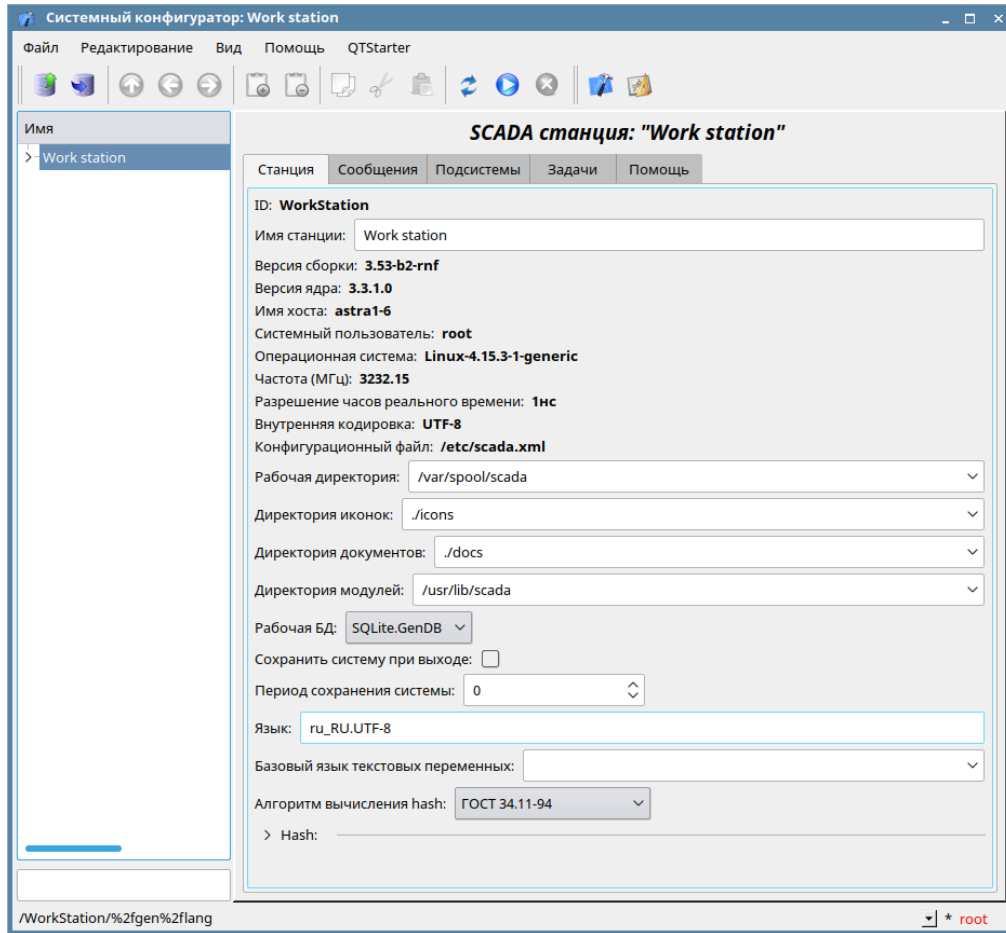 Системный конфигуратор: Work station
Файл Редактирование Вид Помощь QTStarter
Имя
Work station
SCADA станция: "Work station"
Станция Сообщения Подсистемы Задачи Помощь
ID: WorkStation
Имя станции: Work station
Версия сборки: 3.53-b2-rnf
Версия ядра: 3.3.1.0
Имя хоста: astra1-6
Системный пользователь: root
Операционная система: Linux-4.15.3-1-generic
Частота (МГц): 3232.15
Разрешение часов реального времени: 1нс
Внутренняя кодировка: UTF-8
Конфигурационный файл: /etc/scada.xml
Рабочая директория: /var/spool/scada
Директория иконок: ./icons
Директория документов: ./docs
Директория модулей: /usr/lib/scada
Рабочая БД: SQLite.GenDB
Сохранить систему при выходе:
Период сохранения системы: 0
Язык: ru_RU.UTF-8
Базовый язык текстовых переменных:
Алгоритм вычисления hash: ГОСТ 34.11-94
Hash:
/WorkStation/%2fgen%2flang * root